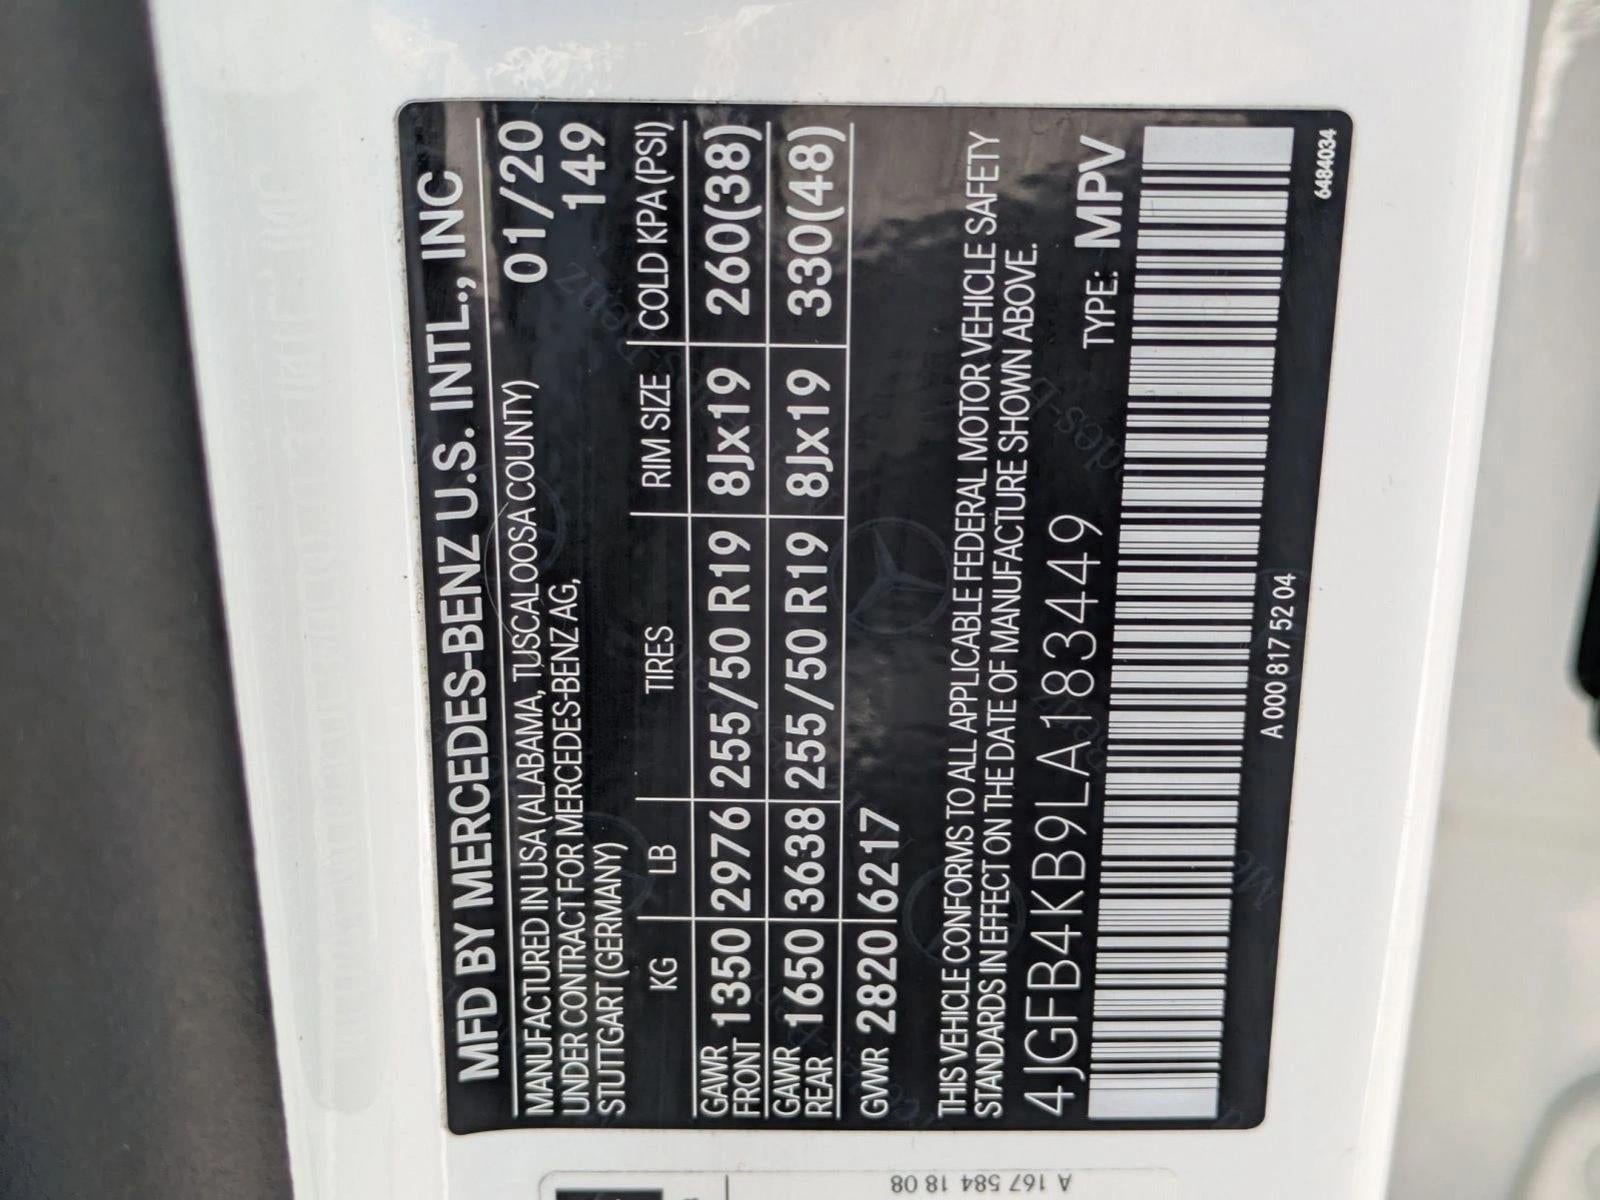 MFD BY MERCEDES-BENZ U.S. INTL., INC
MANUFACTURED IN USA (ALABAMA, TUSCALOOSA COUNTY) 01/20
UNDER CONTRACT FOR MERCEDES-BENZ AG, 149
STUTTGART (GERMANY)
KG LB TIRES RIM SIZE COLD KPA (PSI)
GAWR FRONT 1350 2976 255/50 R19 8Jx19 260(38)
GAWR REAR 1650 3638 255/50 R19 8Jx19 330(48)
GVWR 2820 6217
THIS VEHICLE CONFORMS TO ALL APPLICABLE FEDERAL MOTOR VEHICLE SAFETY
STANDARDS IN EFFECT ON THE DATE OF MANUFACTURE SHOWN ABOVE.
4JGFB4KB9LA183449 TYPE: MPV
A 000 817 52 04
6484034
A 167 584 18 08